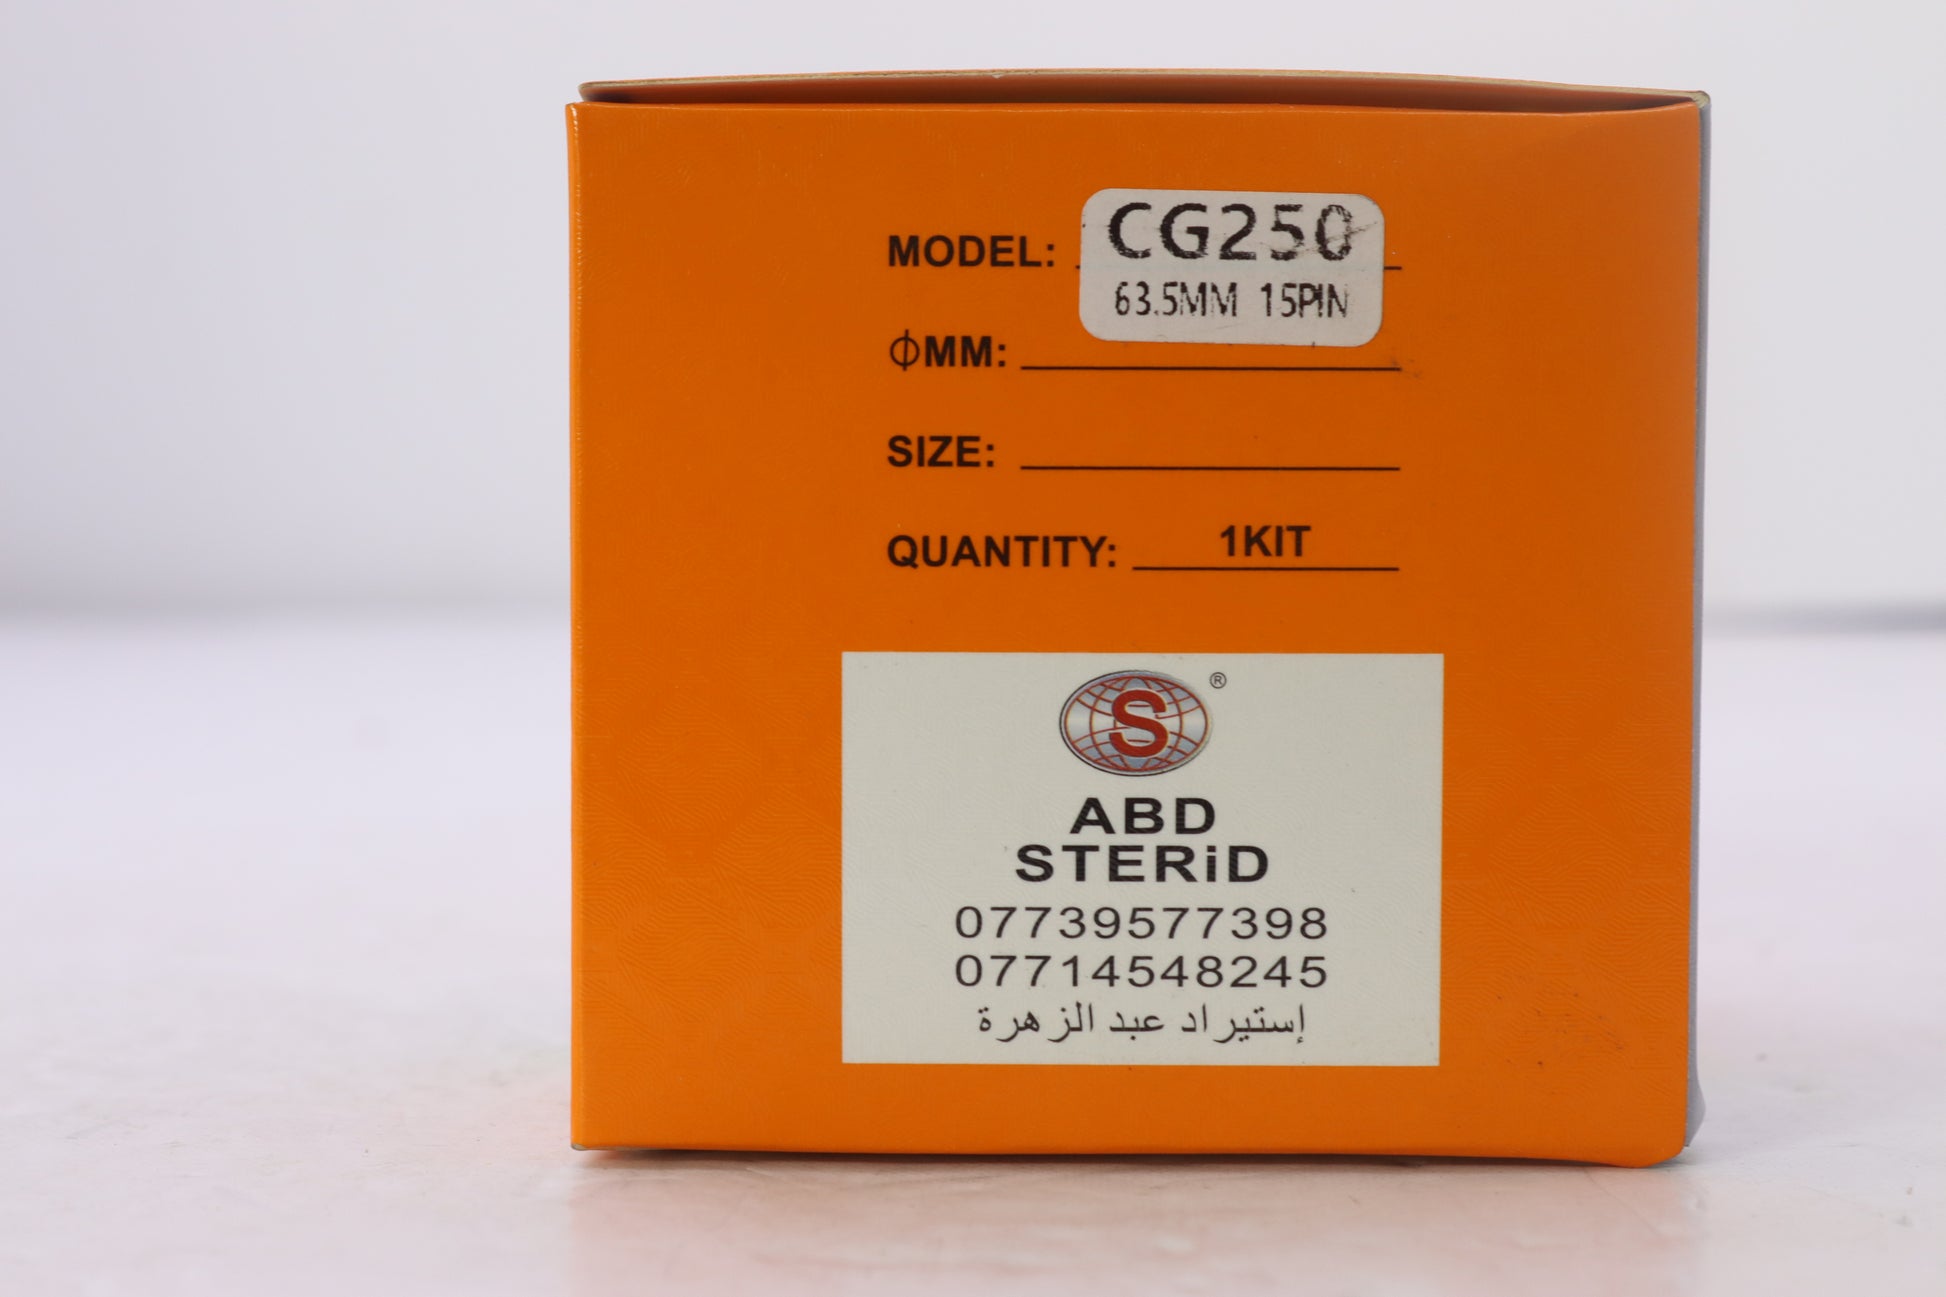 MODEL: CG250
63.5MM 15PIN
ΦMM:
SIZE:
QUANTITY: 1KIT
S ®
ABD
STERiD
07739577398
07714548245
إستيراد عبد الزهرة